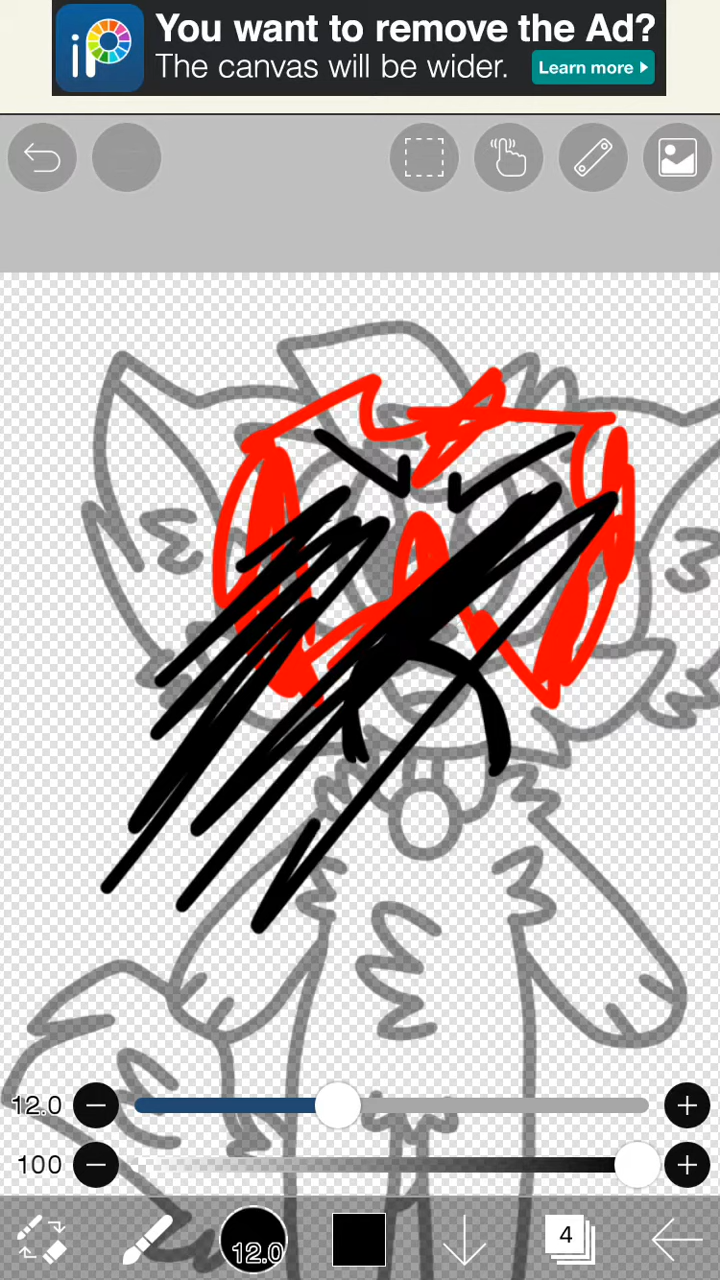 iP
You want to remove the Ad?
The canvas will be wider.
Learn more
12.0
100
12.0
4